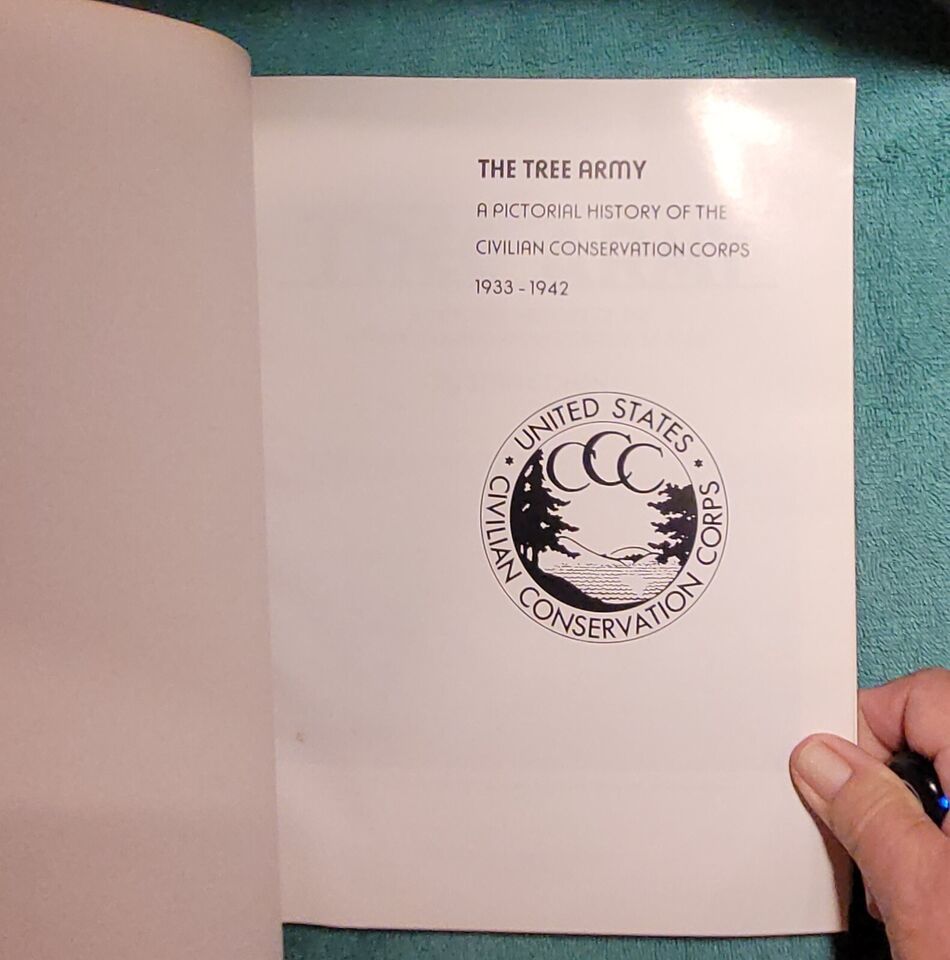 THE TREE ARMY
A PICTORIAL HISTORY OF THE
CIVILIAN CONSERVATION CORPS
1933 - 1942
UNITED STATES
CCC
CIVILIAN CONSERVATION CORPS